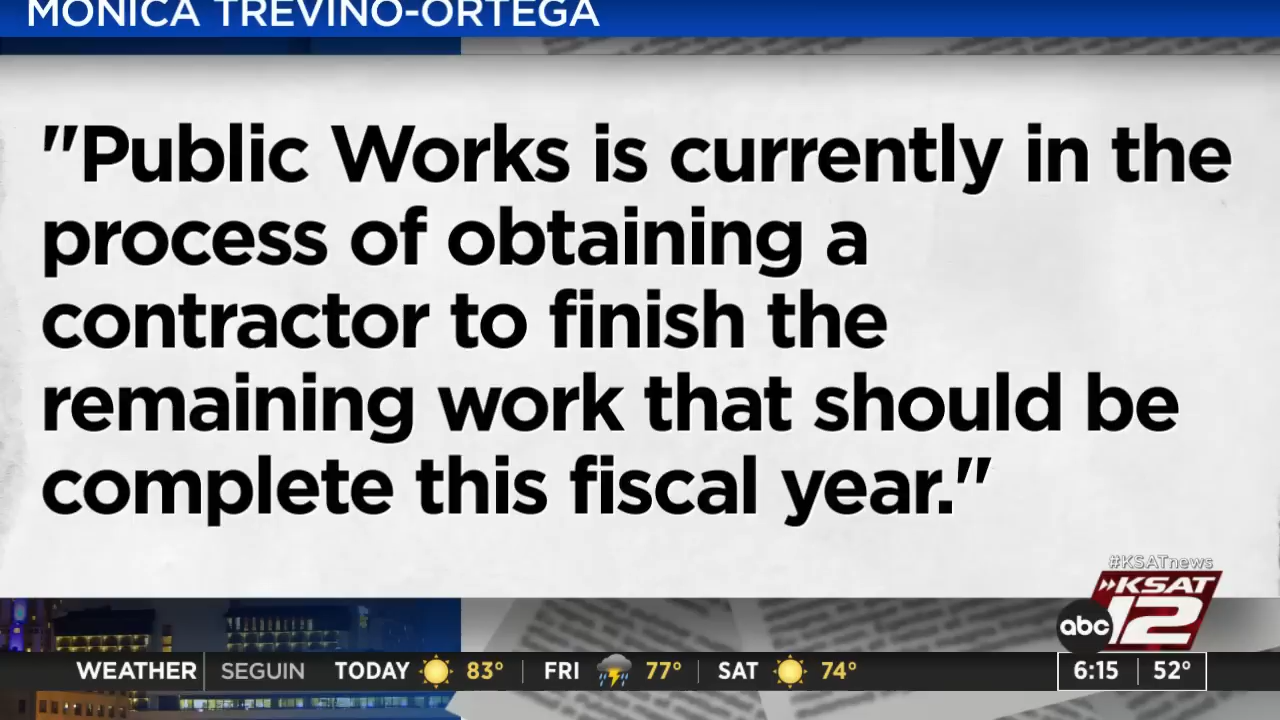 MONICA TREVINO-ORTEGA
"Public Works is currently in the
process of obtaining a
contractor to finish the
remaining work that should be
complete this fiscal year."
#KSATnews
KSAT
abc 12
WEATHER SEGUIN TODAY 83° FRI 77° SAT 74° 6:15 52°